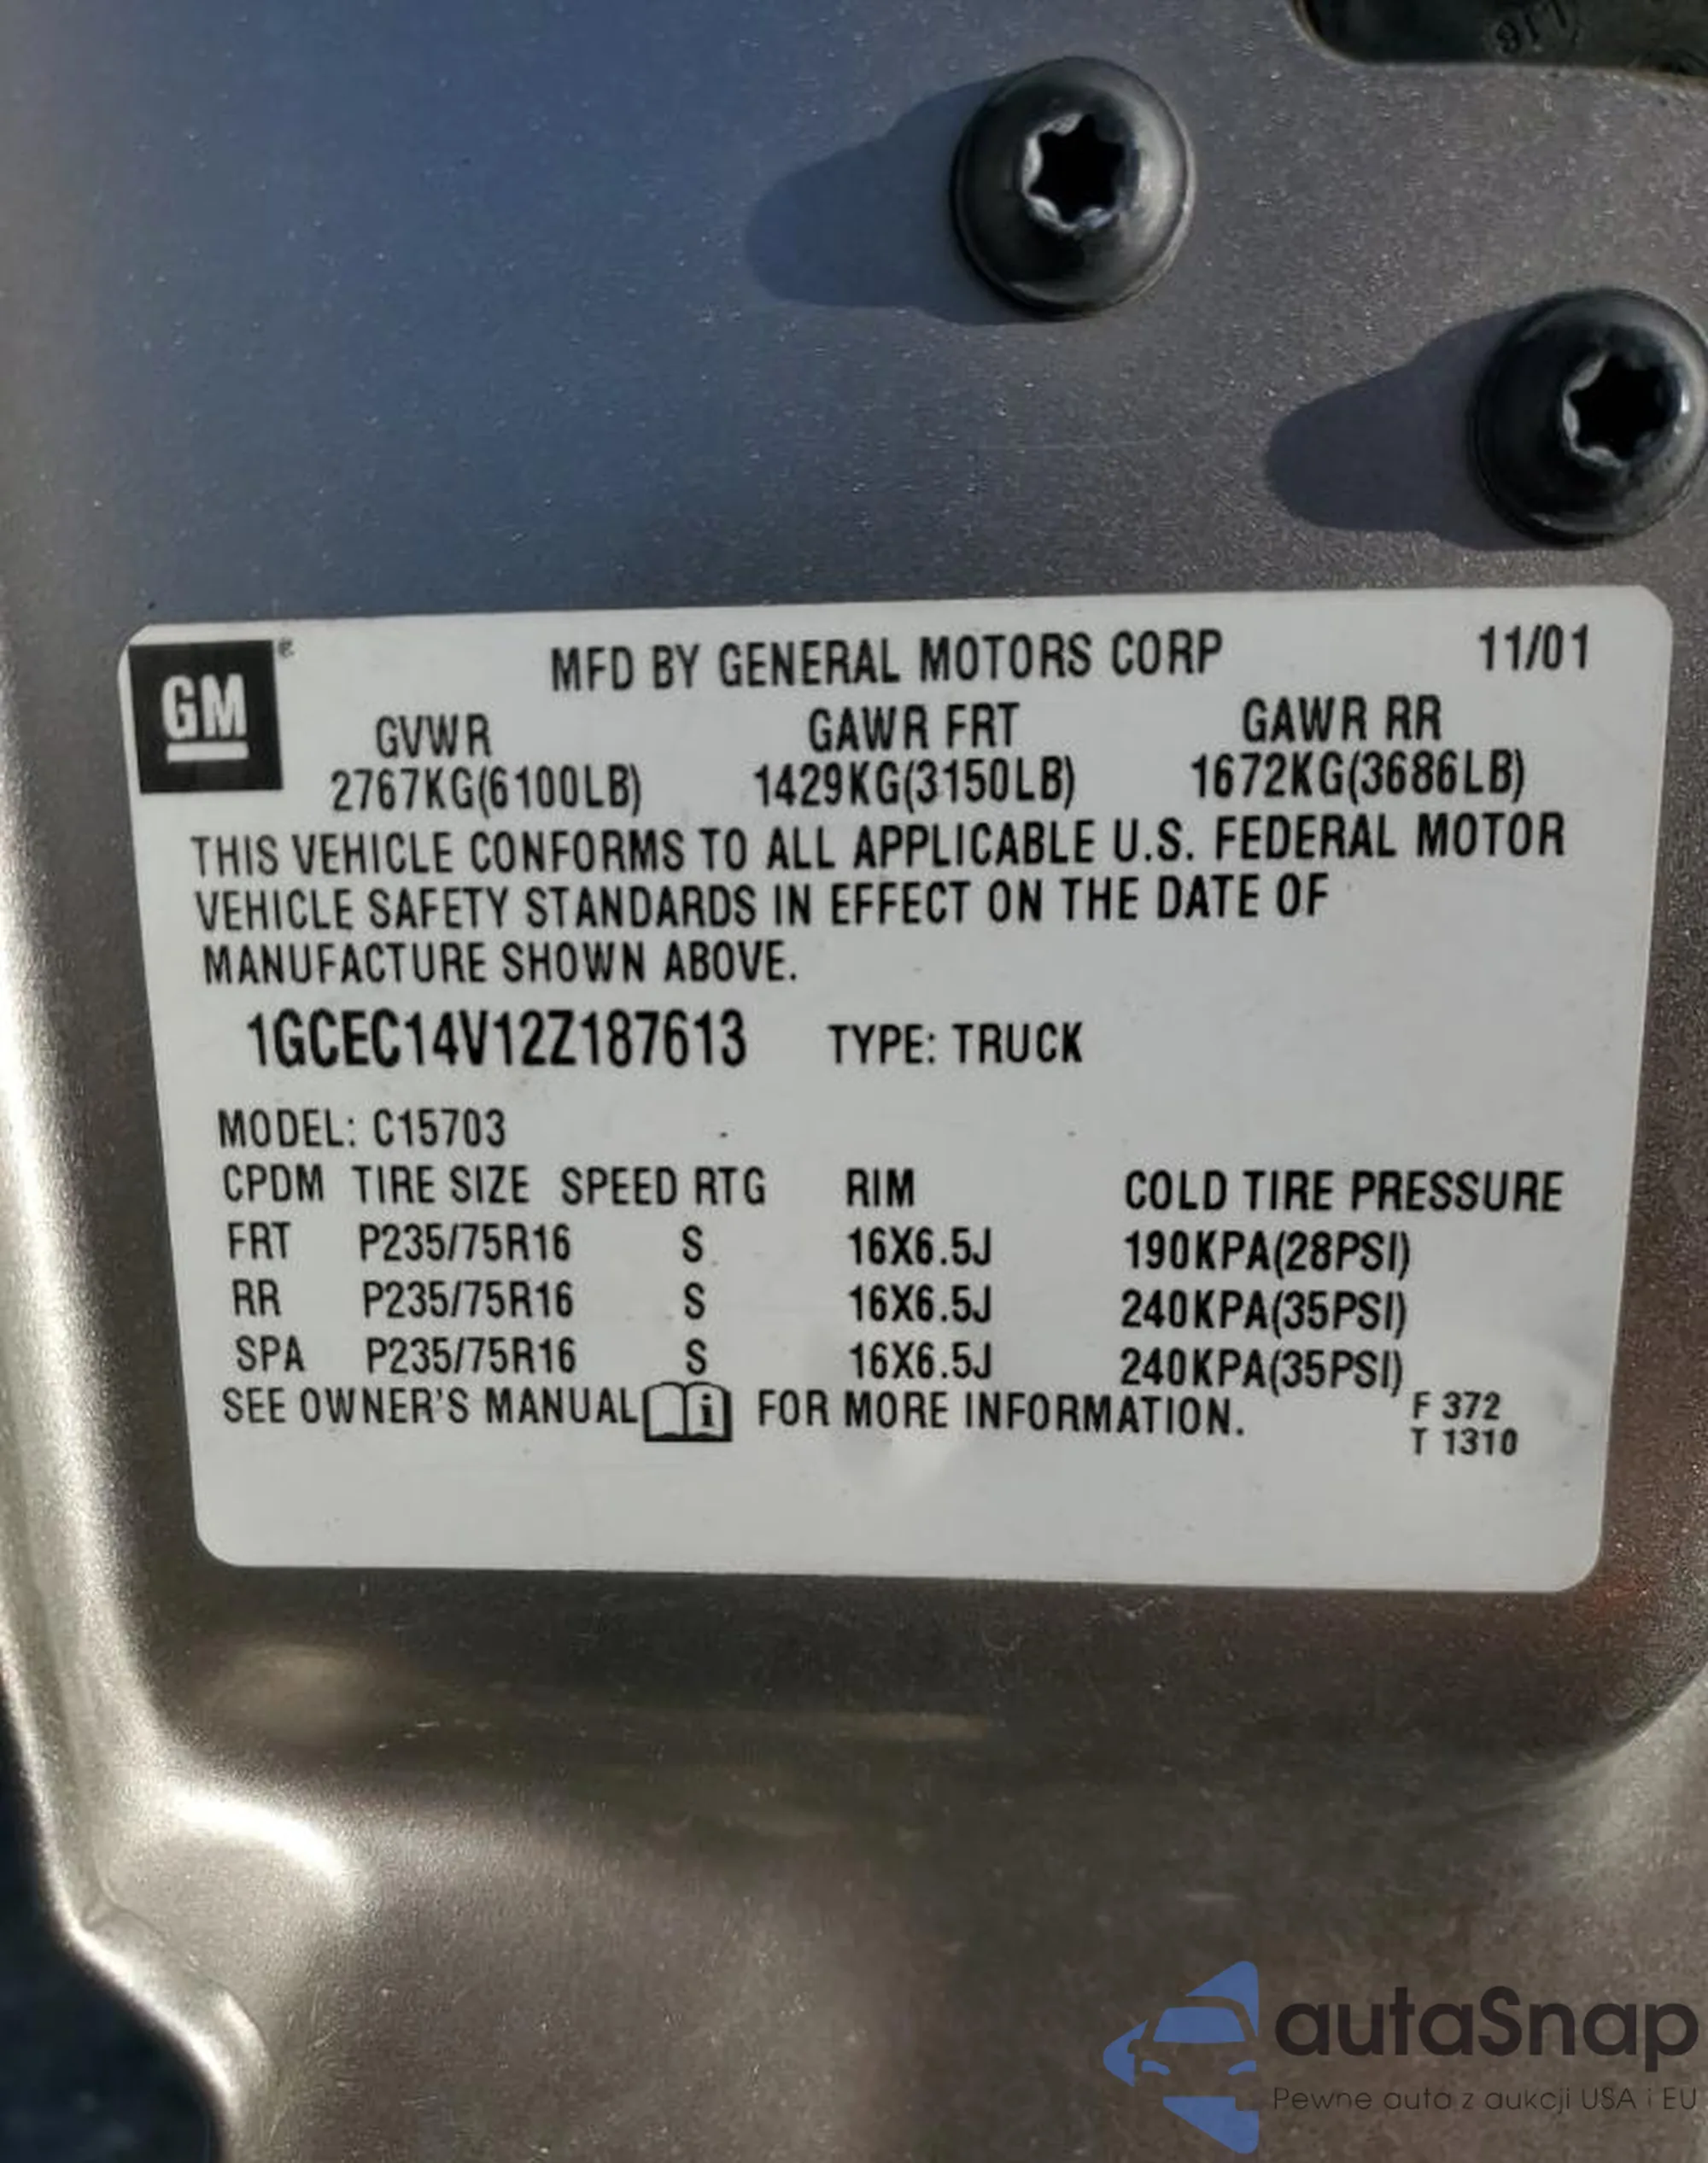 GM ® MFD BY GENERAL MOTORS CORP 11/01
GVWR GAWR FRT GAWR RR
2767KG(6100LB) 1429KG(3150LB) 1672KG(3686LB)
THIS VEHICLE CONFORMS TO ALL APPLICABLE U.S. FEDERAL MOTOR
VEHICLE SAFETY STANDARDS IN EFFECT ON THE DATE OF
MANUFACTURE SHOWN ABOVE.
1GCEC14V12Z187613 TYPE: TRUCK
MODEL: C15703
CPDM TIRE SIZE SPEED RTG RIM COLD TIRE PRESSURE
FRT P235/75R16 S 16X6.5J 190KPA(28PSI)
RR P235/75R16 S 16X6.5J 240KPA(35PSI)
SPA P235/75R16 S 16X6.5J 240KPA(35PSI)
SEE OWNER'S MANUAL i FOR MORE INFORMATION.
F 372
T 1310
autaSnap
Pewne auta z aukcji USA i EU